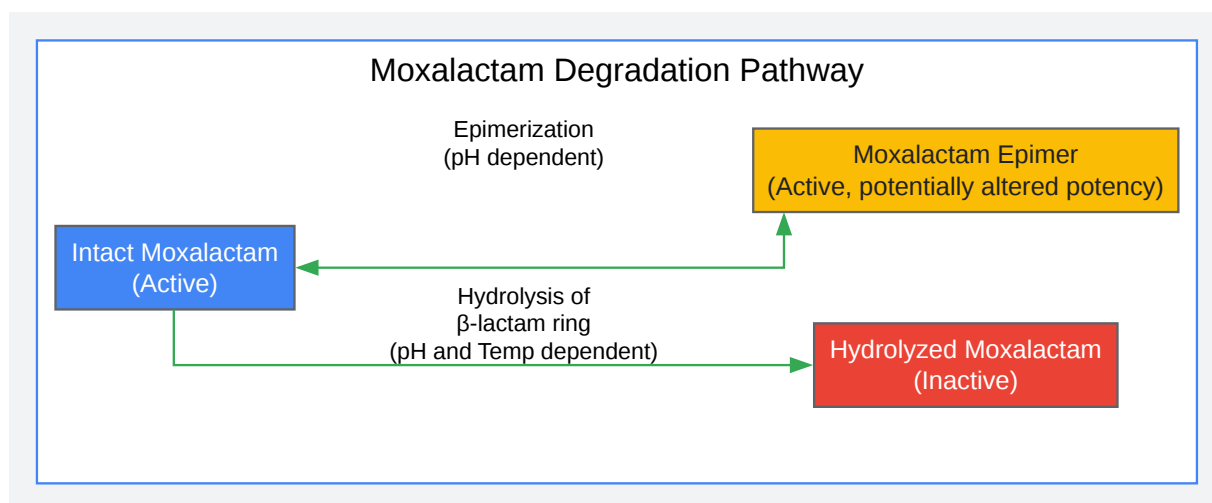 Moxalactam Degradation Pathway
Epimerization
(pH dependent)
Moxalactam Epimer
(Active, potentially altered potency)
Intact Moxalactam
(Active)
Hydrolysis of
β-lactam ring
(pH and Temp dependent)
Hydrolyzed Moxalactam
(Inactive)